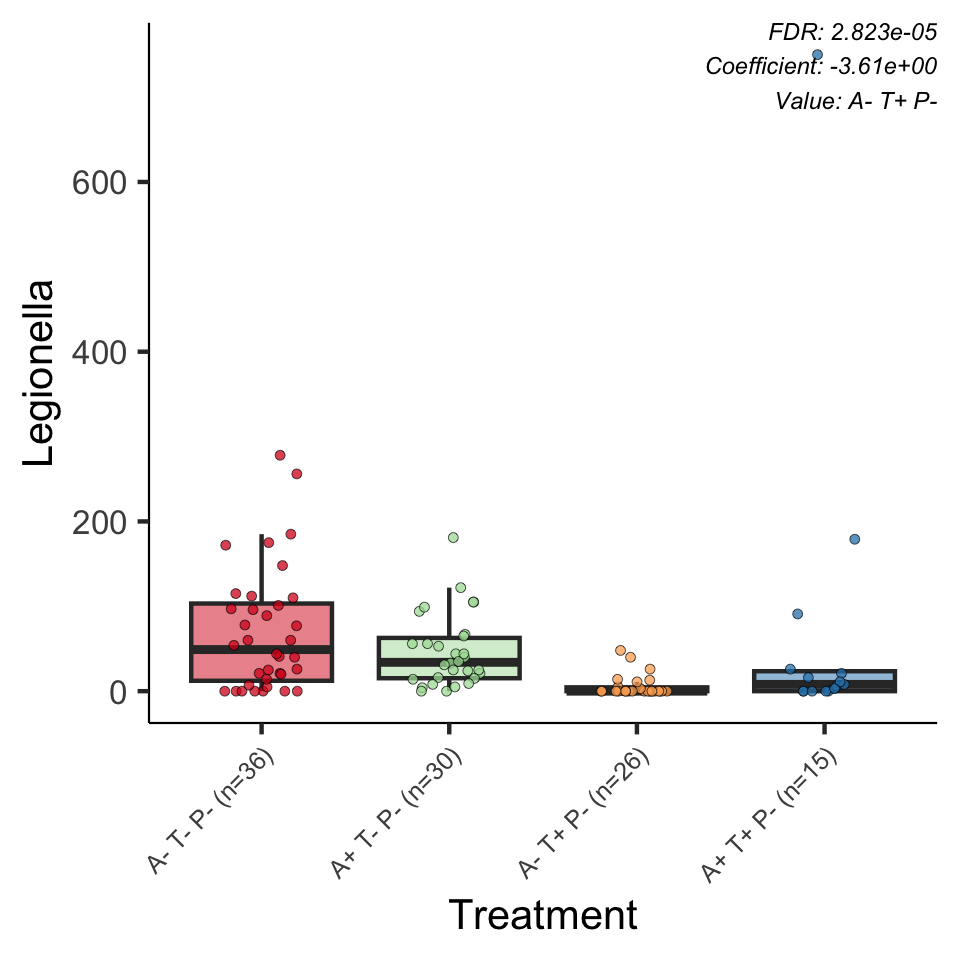 FDR: 2.823e-05
Coefficient: -3.61e+00
Value: A- T+ P-
600
400
200
0
Legionella
A- T- P- (n=36)
A+ T- P- (n=30)
A- T+ P- (n=26)
A+ T+ P- (n=15)
Treatment